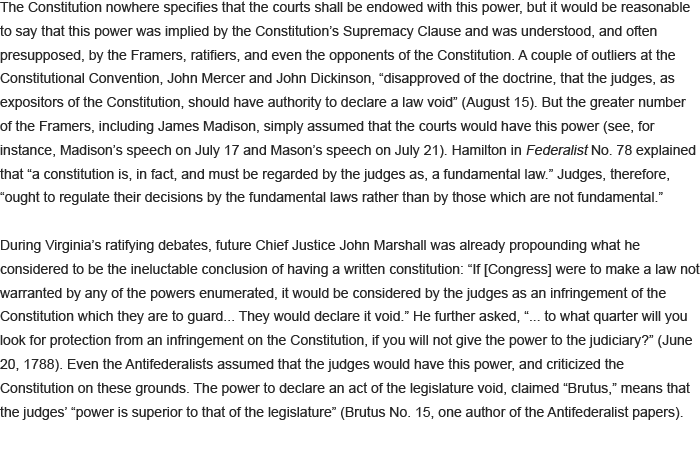 The Constitution nowhere specifies that the courts shall be endowed with this power, but it would be reasonable
to say that this power was implied by the Constitution’s Supremacy Clause and was understood, and often
presupposed, by the Framers, ratifiers, and even the opponents of the Constitution. A couple of outliers at the
Constitutional Convention, John Mercer and John Dickinson, “disapproved of the doctrine, that the judges, as
expositors of the Constitution, should have authority to declare a law void” (August 15). But the greater number
of the Framers, including James Madison, simply assumed that the courts would have this power (see, for
instance, Madison’s speech on July 17 and Mason’s speech on July 21). Hamilton in Federalist No. 78 explained
that “a constitution is, in fact, and must be regarded by the judges as, a fundamental law.” Judges, therefore,
“ought to regulate their decisions by the fundamental laws rather than by those which are not fundamental.”

During Virginia’s ratifying debates, future Chief Justice John Marshall was already propounding what he
considered to be the ineluctable conclusion of having a written constitution: “If [Congress] were to make a law not
warranted by any of the powers enumerated, it would be considered by the judges as an infringement of the
Constitution which they are to guard... They would declare it void.” He further asked, “... to what quarter will you
look for protection from an infringement on the Constitution, if you will not give the power to the judiciary?” (June
20, 1788). Even the Antifederalists assumed that the judges would have this power, and criticized the
Constitution on these grounds. The power to declare an act of the legislature void, claimed “Brutus,” means that
the judges’ “power is superior to that of the legislature” (Brutus No. 15, one author of the Antifederalist papers).